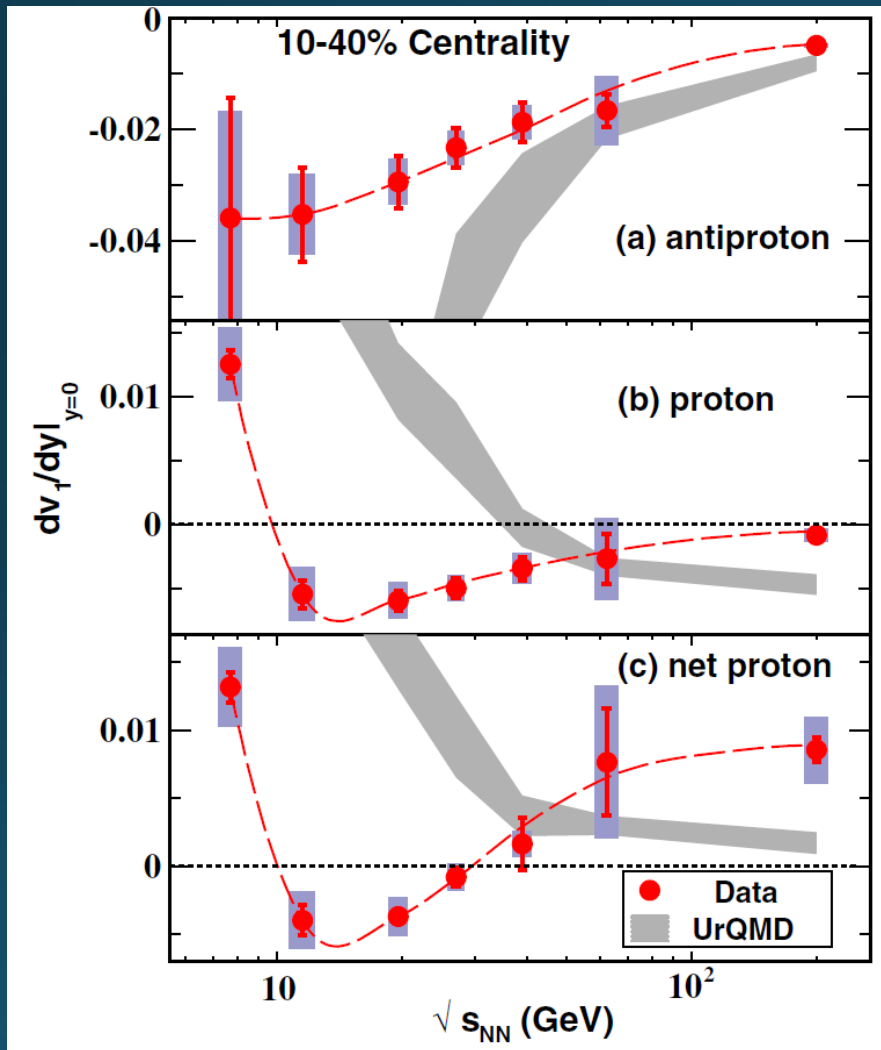 0
10-40% Centrality
-0.02
-0.04
(a) antiproton
dv₁/dy|y=0
0.01
(b) proton
0
0.01
(c) net proton
0
Data
UrQMD
10
10²
√ sNN (GeV)